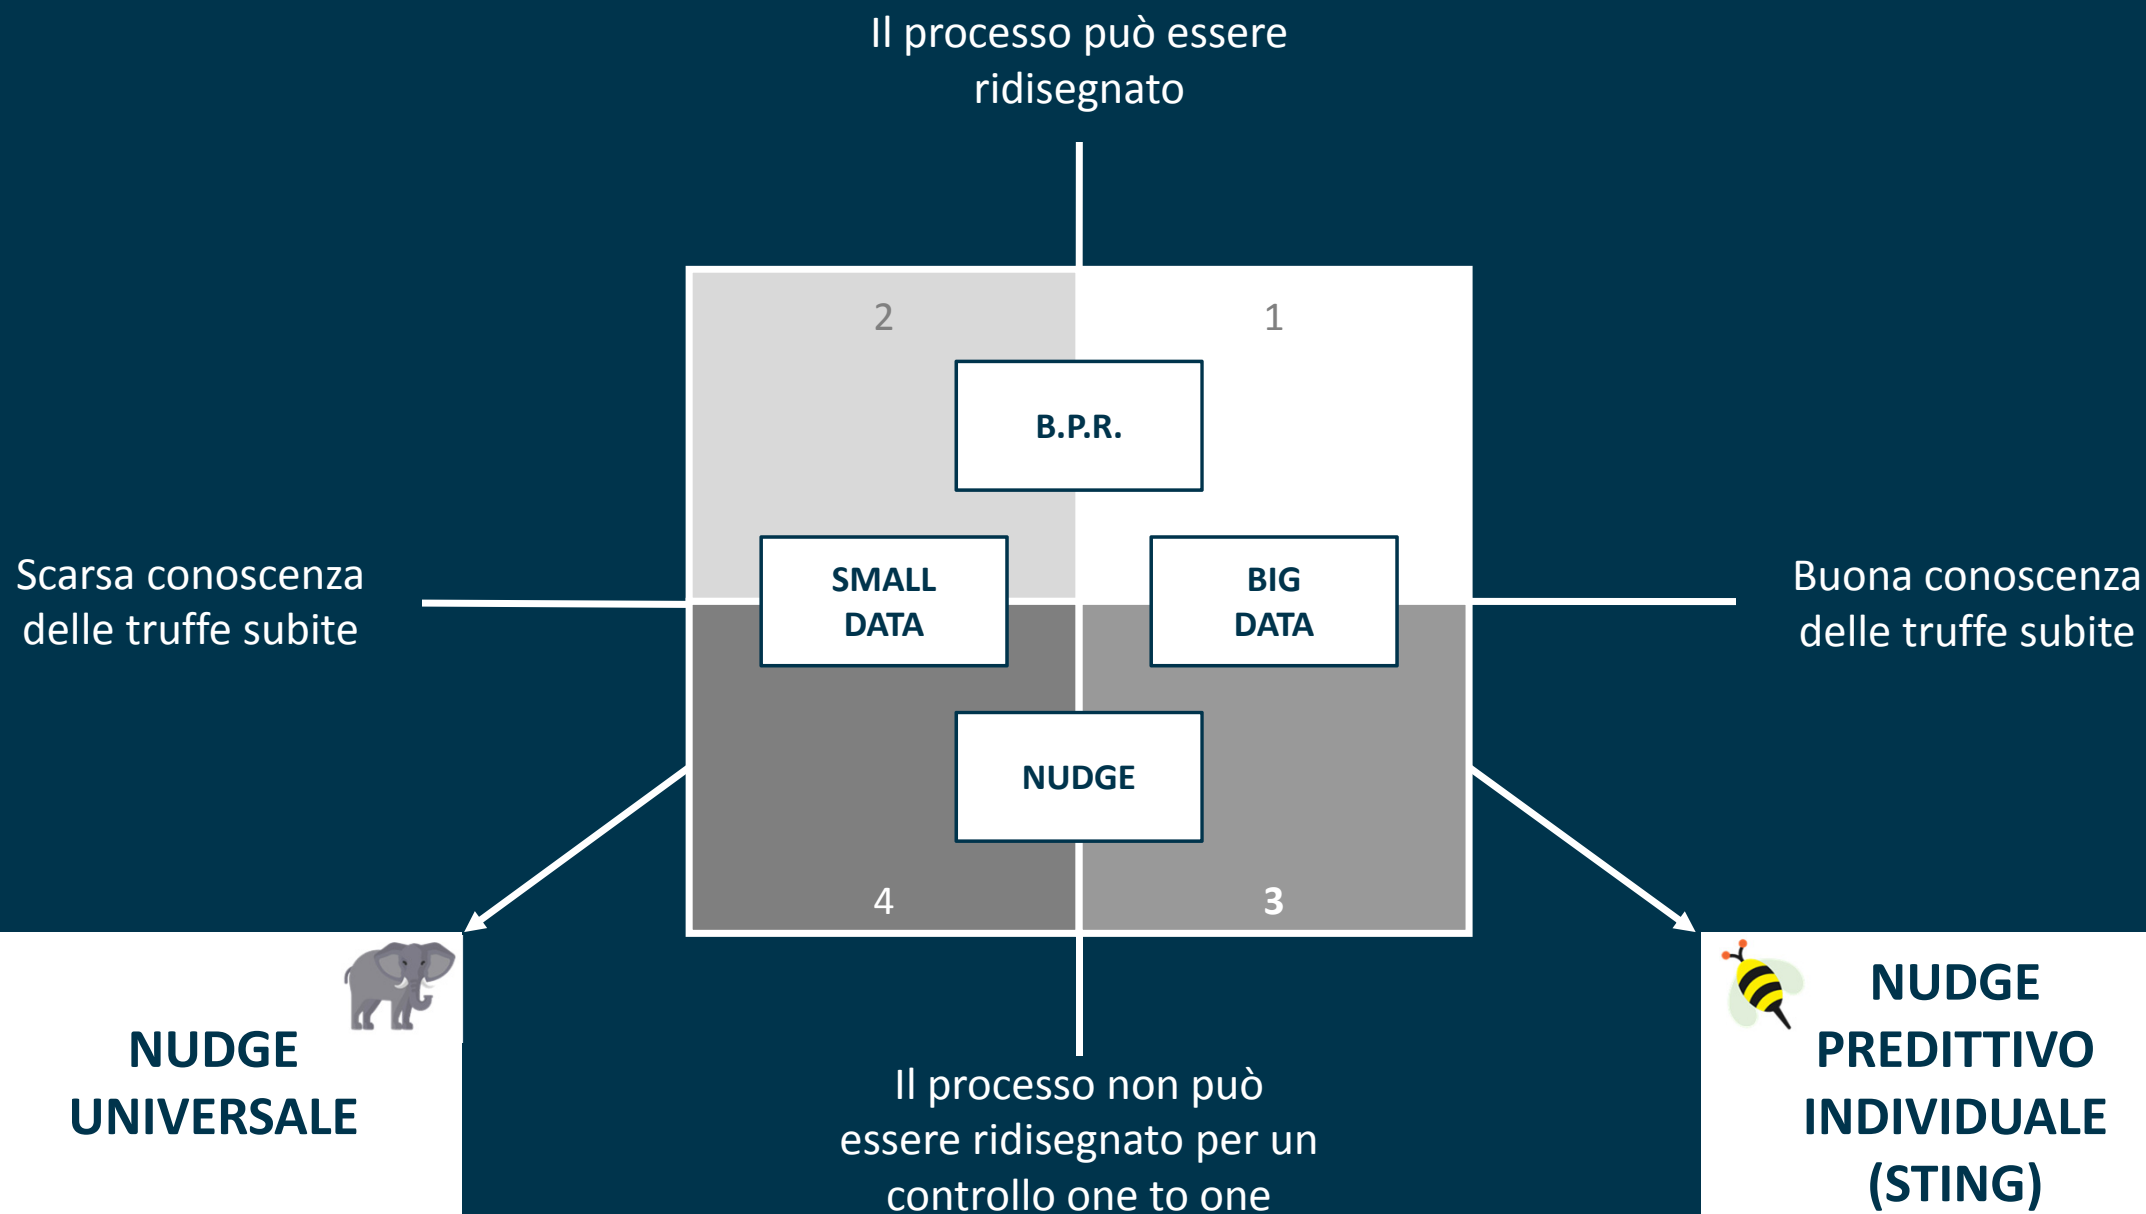 Il processo può essere
ridisegnato
2
1
B.P.R.
Scarsa conoscenza
delle truffe subite
SMALL
DATA
BIG
DATA
Buona conoscenza
delle truffe subite
NUDGE
4
3
NUDGE
UNIVERSALE
Il processo non può
essere ridisegnato per un
controllo one to one
NUDGE
PREDITTIVO
INDIVIDUALE
(STING)